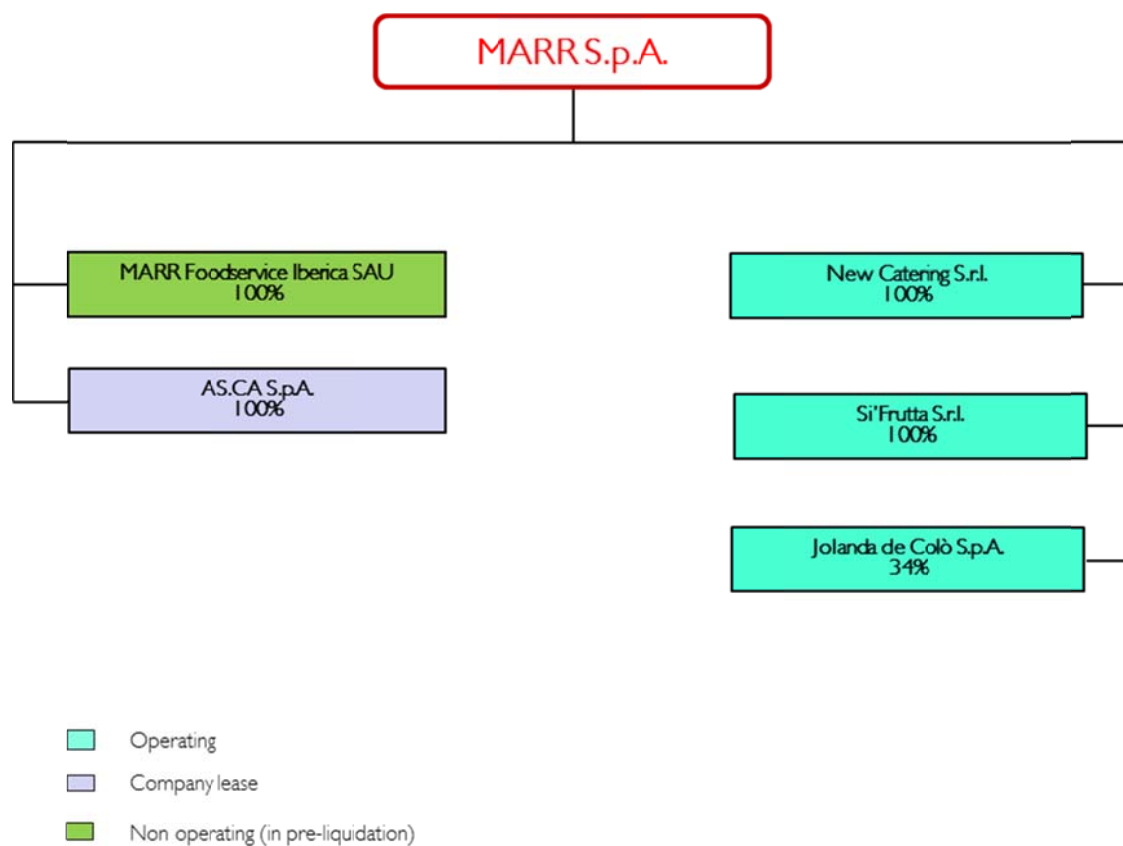 MARR S.p.A.
MARR Foodservice Iberica SAU
100%
AS.CA S.p.A.
100%
New Catering S.r.l.
100%
Si'Frutta S.r.l.
100%
Jolanda de Colò S.p.A.
34%
Operating
Company lease
Non operating (in pre-liquidation)